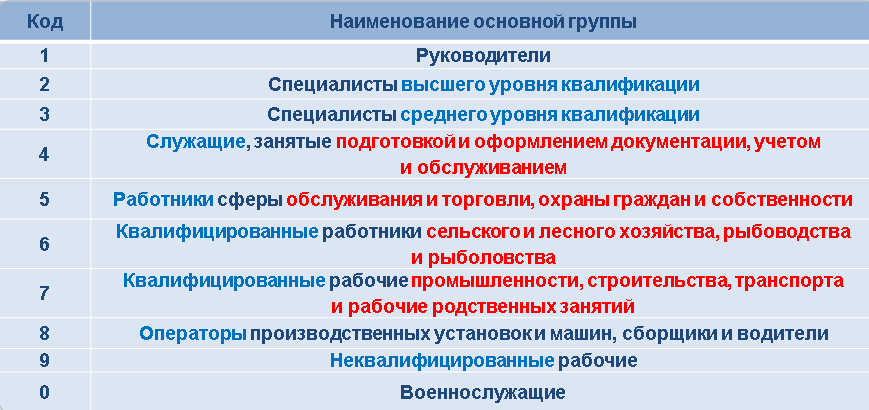 Код Наименование основной группы
1 Руководители
2 Специалисты высшего уровня квалификации
3 Специалисты среднего уровня квалификации
4 Служащие, занятые подготовкой и оформлением документации, учетом
и обслуживанием
5 Работники сферы обслуживания и торговли, охраны граждан и собственности
6 Квалифицированные работники сельского и лесного хозяйства, рыбоводства
и рыболовства
7 Квалифицированные рабочие промышленности, строительства, транспорта
и рабочие родственных занятий
8 Операторы производственных установок и машин, сборщики и водители
9 Неквалифицированные рабочие
0 Военнослужащие